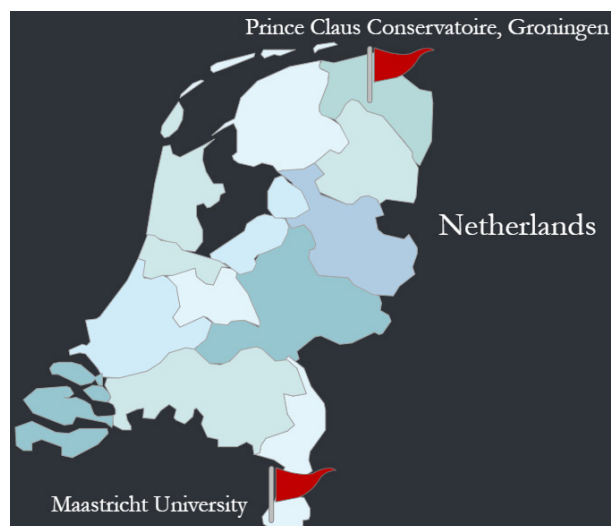 Prince Claus Conservatoire, Groningen
Netherlands
Maastricht University